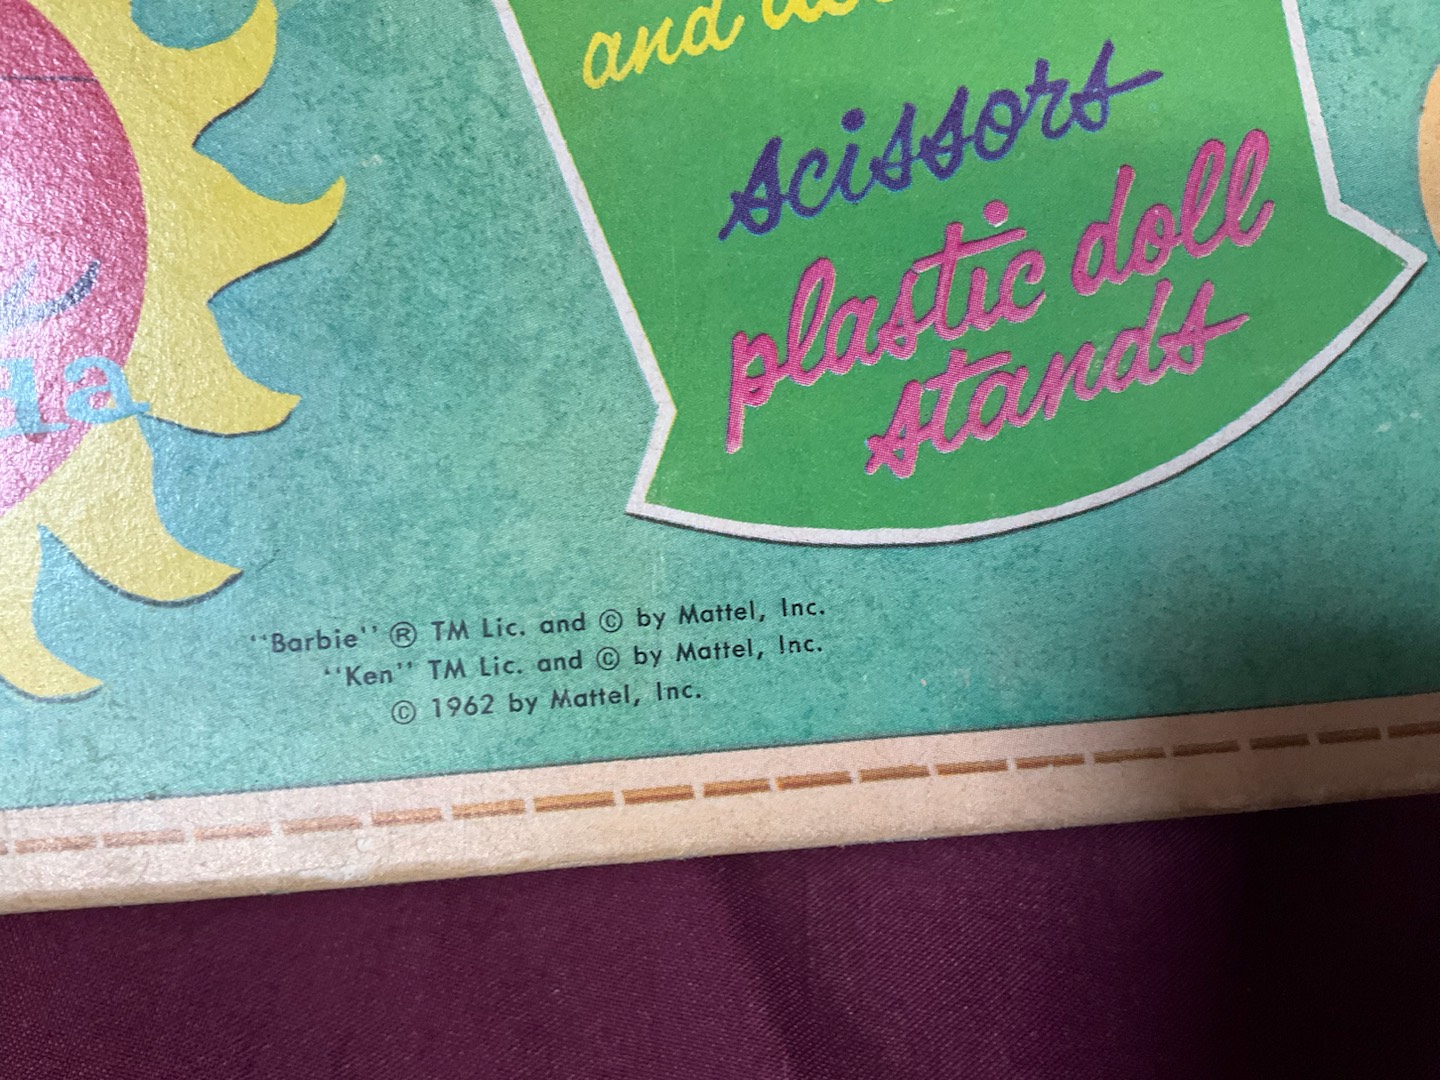 and
scissors
plastic doll
stands
"Barbie" ® TM Lic. and © by Mattel, Inc.
"Ken" TM Lic. and © by Mattel, Inc.
© 1962 by Mattel, Inc.